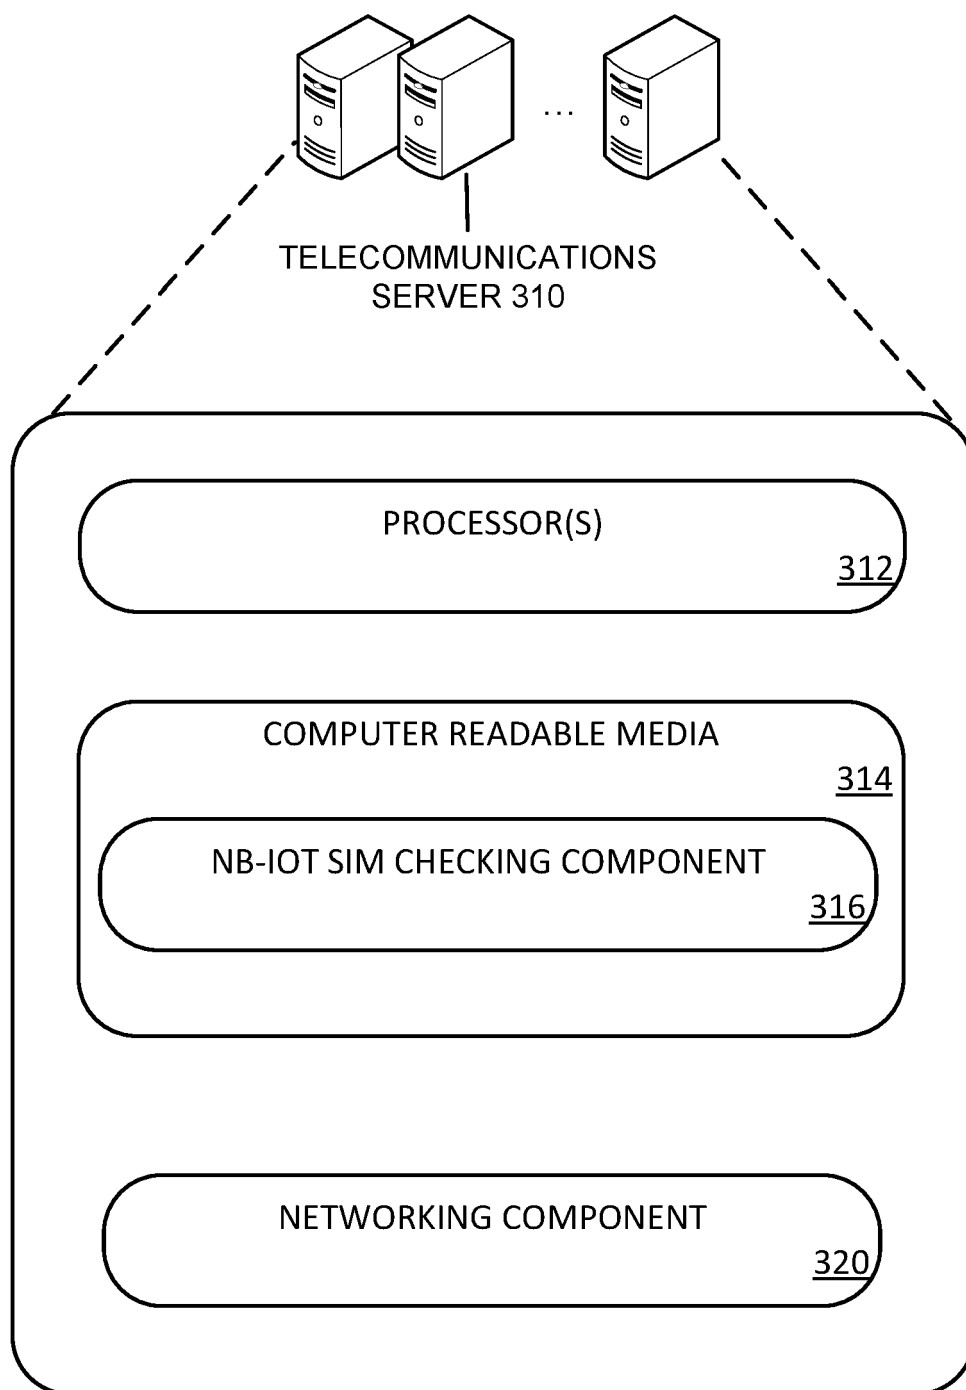 ...
TELECOMMUNICATIONS
SERVER 310
PROCESSOR(S)
312
COMPUTER READABLE MEDIA
314
NB-IOT SIM CHECKING COMPONENT
316
NETWORKING COMPONENT
320